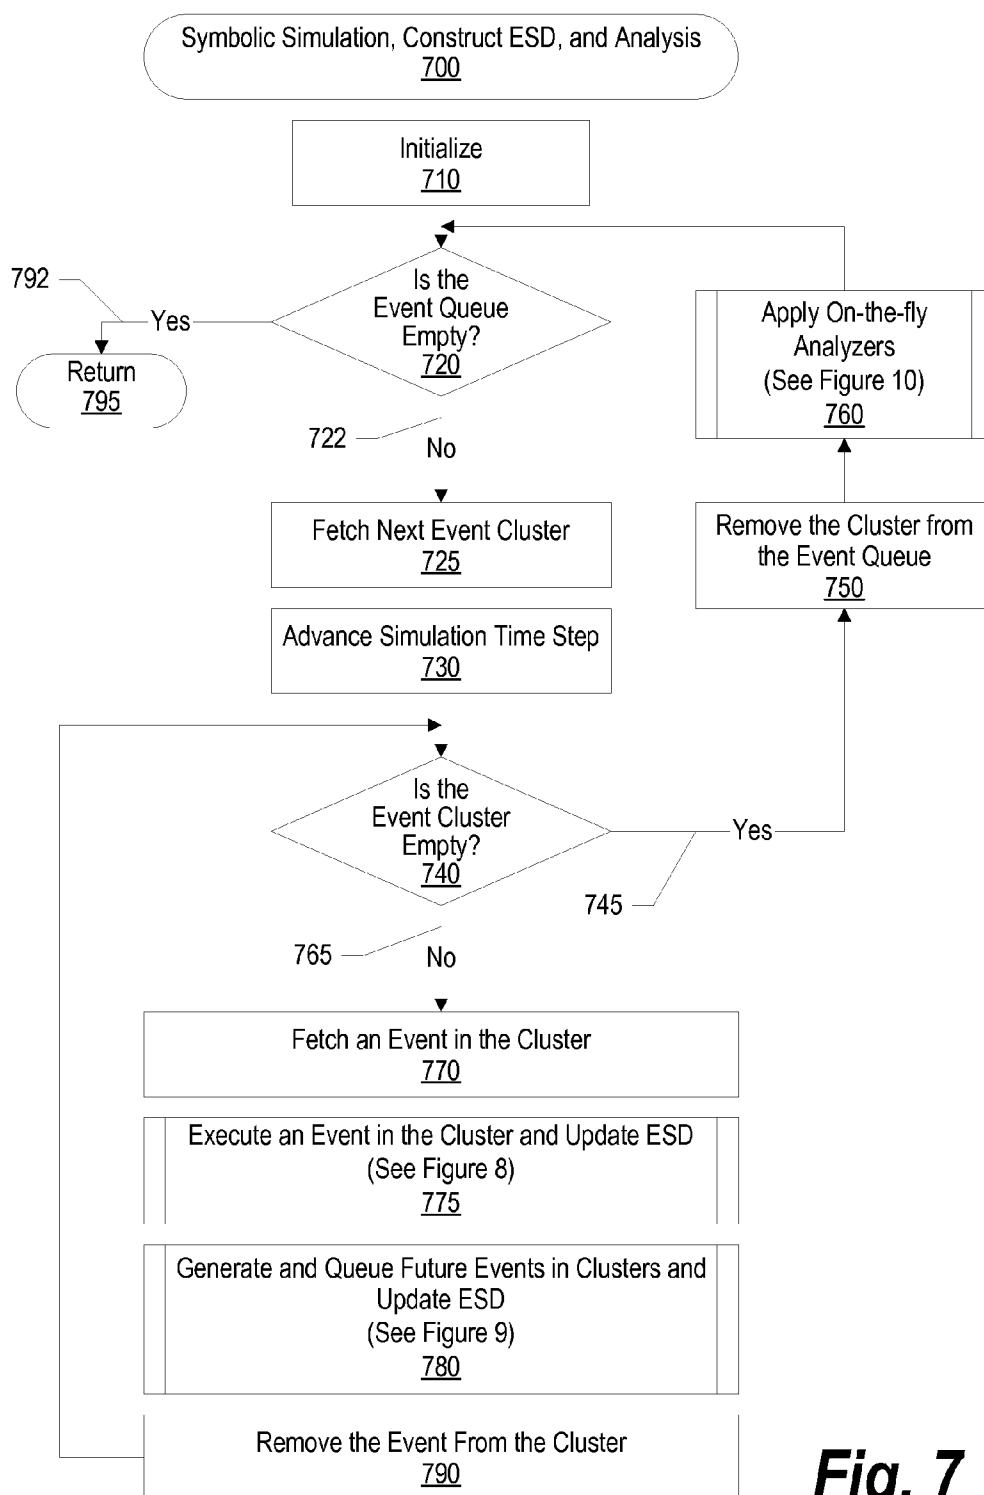 Symbolic Simulation, Construct ESD, and Analysis
700
Initialize
710
792
Yes
Is the
Event Queue
Empty?
720
Return
795
722
No
Apply On-the-fly
Analyzers
(See Figure 10)
760
Fetch Next Event Cluster
725
Remove the Cluster from
the Event Queue
750
Advance Simulation Time Step
730
Is the
Event Cluster
Empty?
740
Yes
745
765
No
Fetch an Event in the Cluster
770
Execute an Event in the Cluster and Update ESD
(See Figure 8)
775
Generate and Queue Future Events in Clusters and
Update ESD
(See Figure 9)
780
Remove the Event From the Cluster
790
Fig. 7